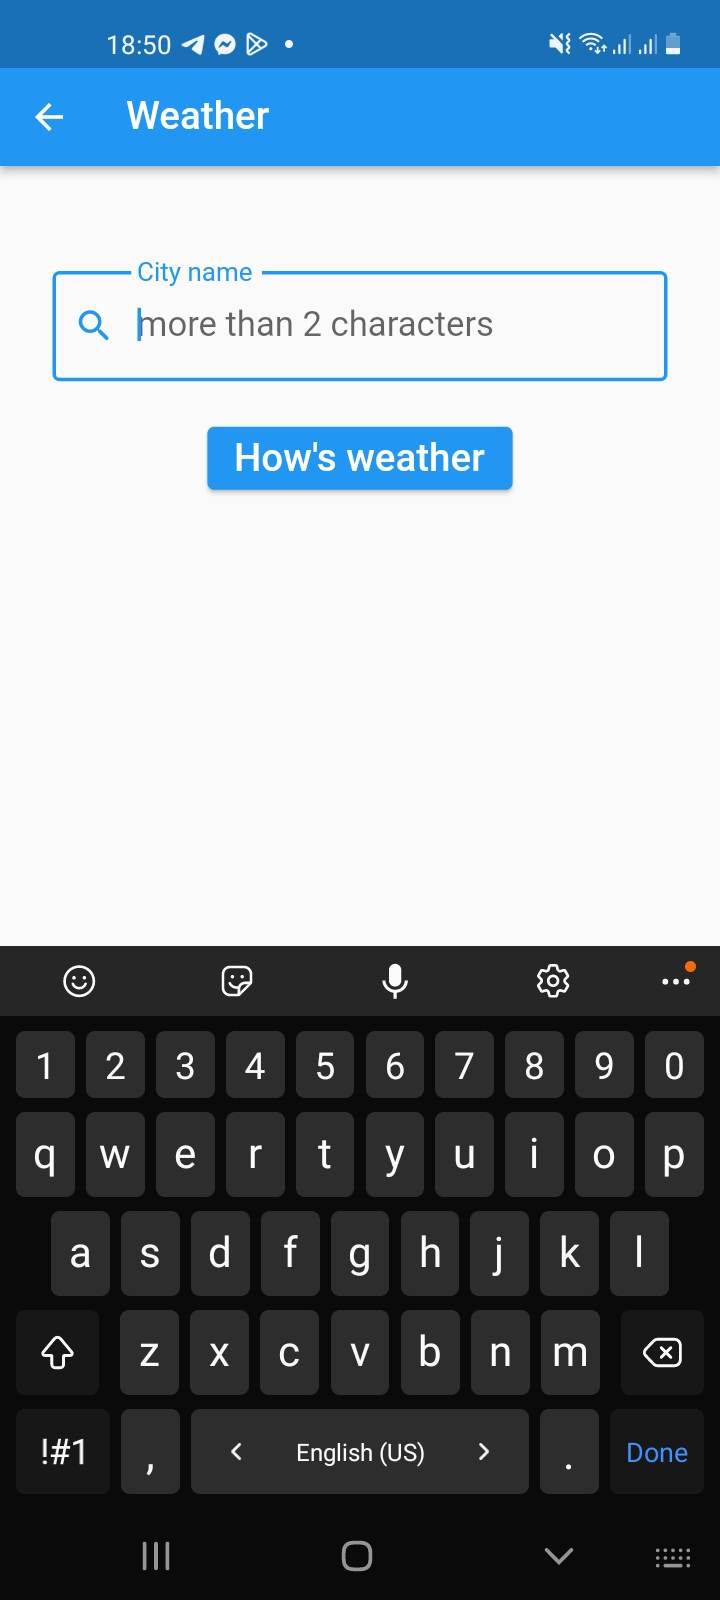 18:50
Weather
City name
more than 2 characters
How's weather
1 2 3 4 5 6 7 8 9 0
q w e r t y u i o p
a s d f g h j k l
z x c v b n m
!#1 , < English (US) > . Done